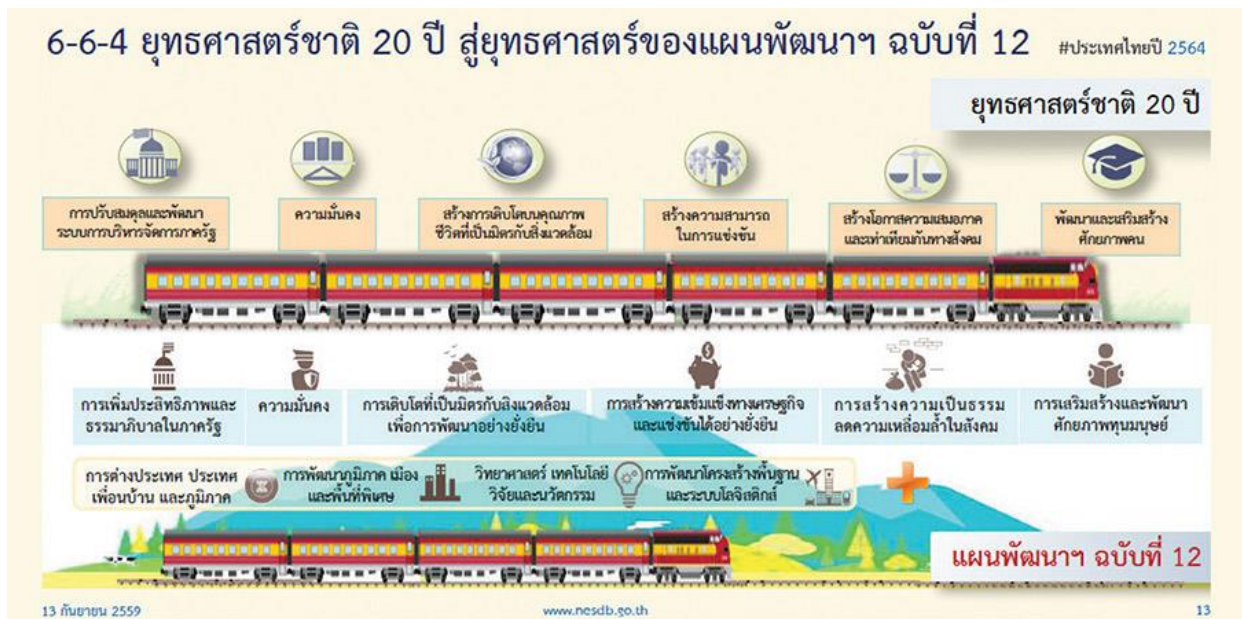 6-6-4 ยุทธศาสตร์ชาติ 20 ปี สู่ยุทธศาสตร์ของแผนพัฒนาฯ ฉบับที่ 12 #ประเทศไทยปี 2564
ยุทธศาสตร์ชาติ 20 ปี
การปรับสมดุลและพัฒนา
ระบบการบริหารจัดการภาครัฐ
ความมั่นคง
สร้างการเติบโตบนคุณภาพ
ชีวิตที่เป็นมิตรกับสิ่งแวดล้อม
สร้างความสามารถ
ในการแข่งขัน
สร้างโอกาสความเสมอภาค
และเท่าเทียมกันทางสังคม
พัฒนาและเสริมสร้าง
ศักยภาพคน
การเพิ่มประสิทธิภาพและ
ธรรมาภิบาลในภาครัฐ
ความมั่นคง
การเติบโตที่เป็นมิตรกับสิ่งแวดล้อม
เพื่อการพัฒนาอย่างยั่งยืน
การสร้างความเข้มแข็งทางเศรษฐกิจ
และแข่งขันได้อย่างยั่งยืน
การสร้างความเป็นธรรม
ลดความเหลื่อมล้ำในสังคม
การเสริมสร้างและพัฒนา
ศักยภาพทุนมนุษย์
การต่างประเทศ ประเทศ
เพื่อนบ้าน และภูมิภาค
การพัฒนาภูมิภาค เมือง
และพื้นที่พิเศษ
วิทยาศาสตร์ เทคโนโลยี
วิจัยและนวัตกรรม
การพัฒนาโครงสร้างพื้นฐาน
และระบบโลจิสติกส์
แผนพัฒนาฯ ฉบับที่ 12
13 กันยายน 2559
www.nesdb.go.th
13